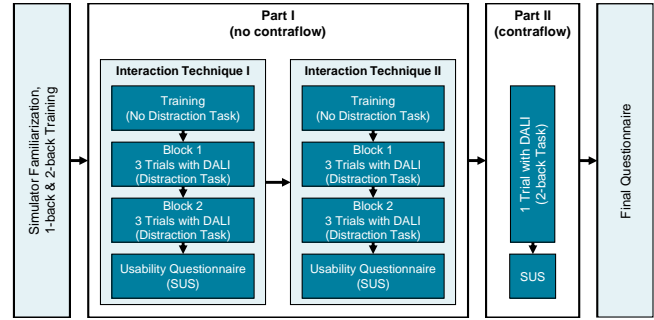 Simulator Familiarization,
1-back & 2-back Training
Part I
(no contraflow)
Interaction Technique I
Training
(No Distraction Task)
Block 1
3 Trials with DALI
(Distraction Task)
Block 2
3 Trials with DALI
(Distraction Task)
Usability Questionnaire
(SUS)
Interaction Technique II
Training
(No Distraction Task)
Block 1
3 Trials with DALI
(Distraction Task)
Block 2
3 Trials with DALI
(Distraction Task)
Usability Questionnaire
(SUS)
Part II
(contraflow)
1 Trial with DALI
(2-back Task)
SUS
Final Questionnaire